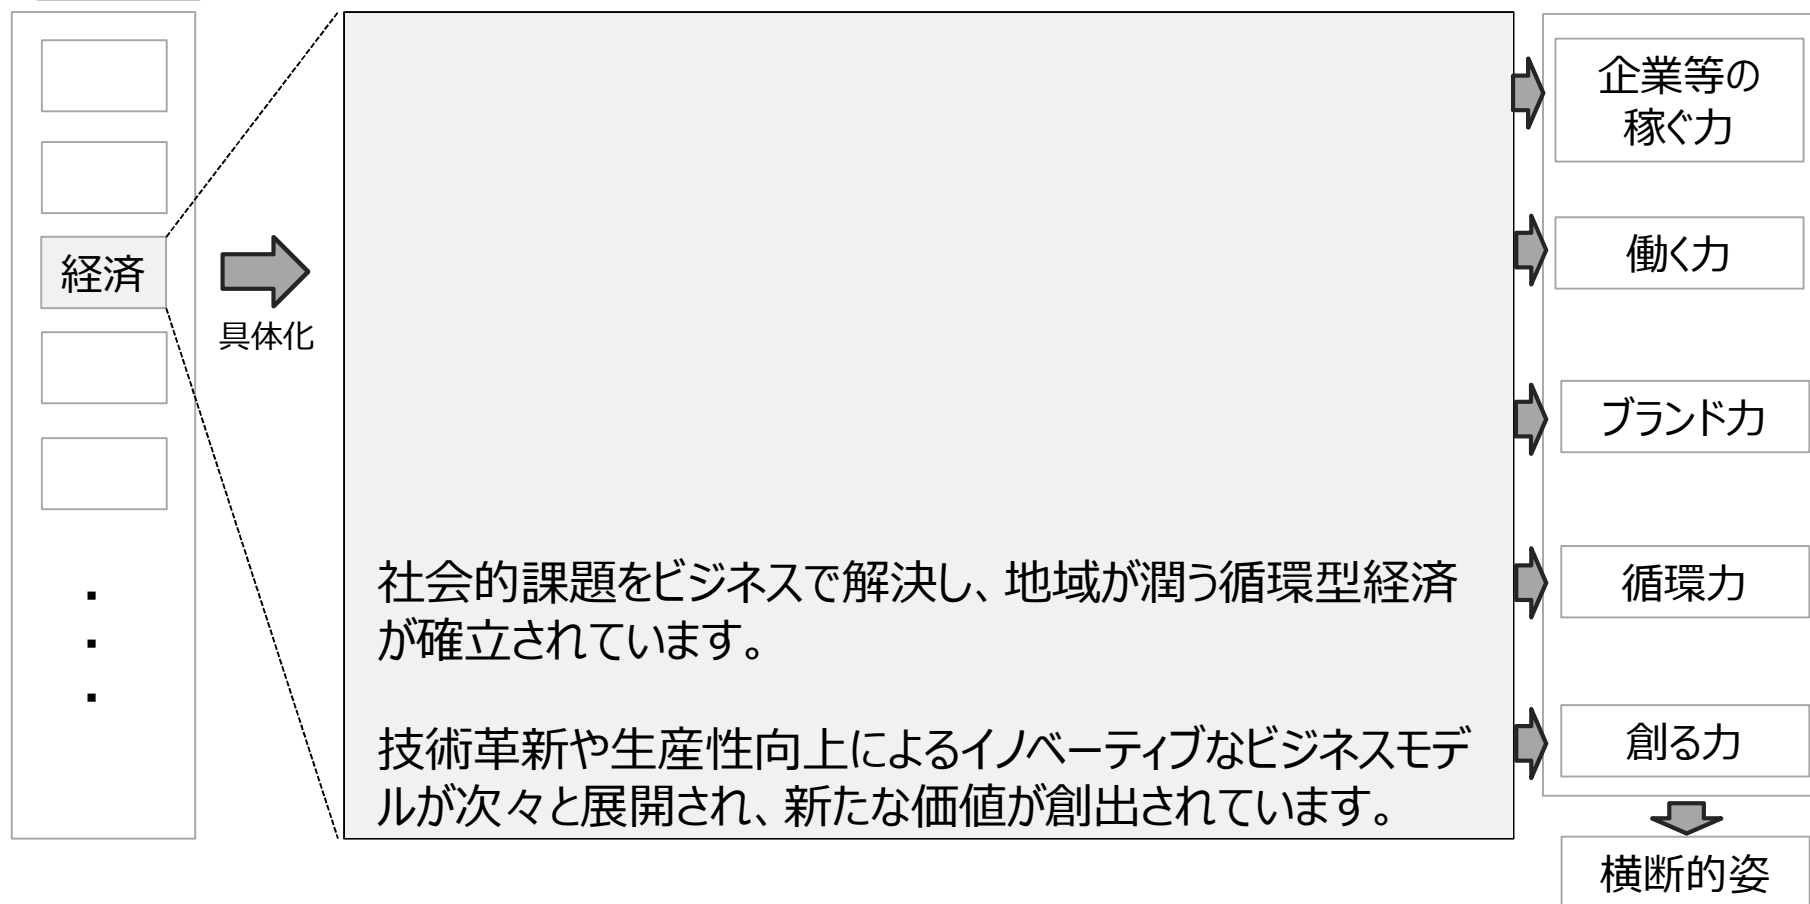 経済
具体化
社会的課題をビジネスで解決し、地域が潤う循環型経済
が確立されています。
技術革新や生産性向上によるイノベーティブなビジネスモデ
ルが次々と展開され、新たな価値が創出されています。
企業等の
稼ぐ力
働く力
ブランド力
循環力
創る力
横断的姿